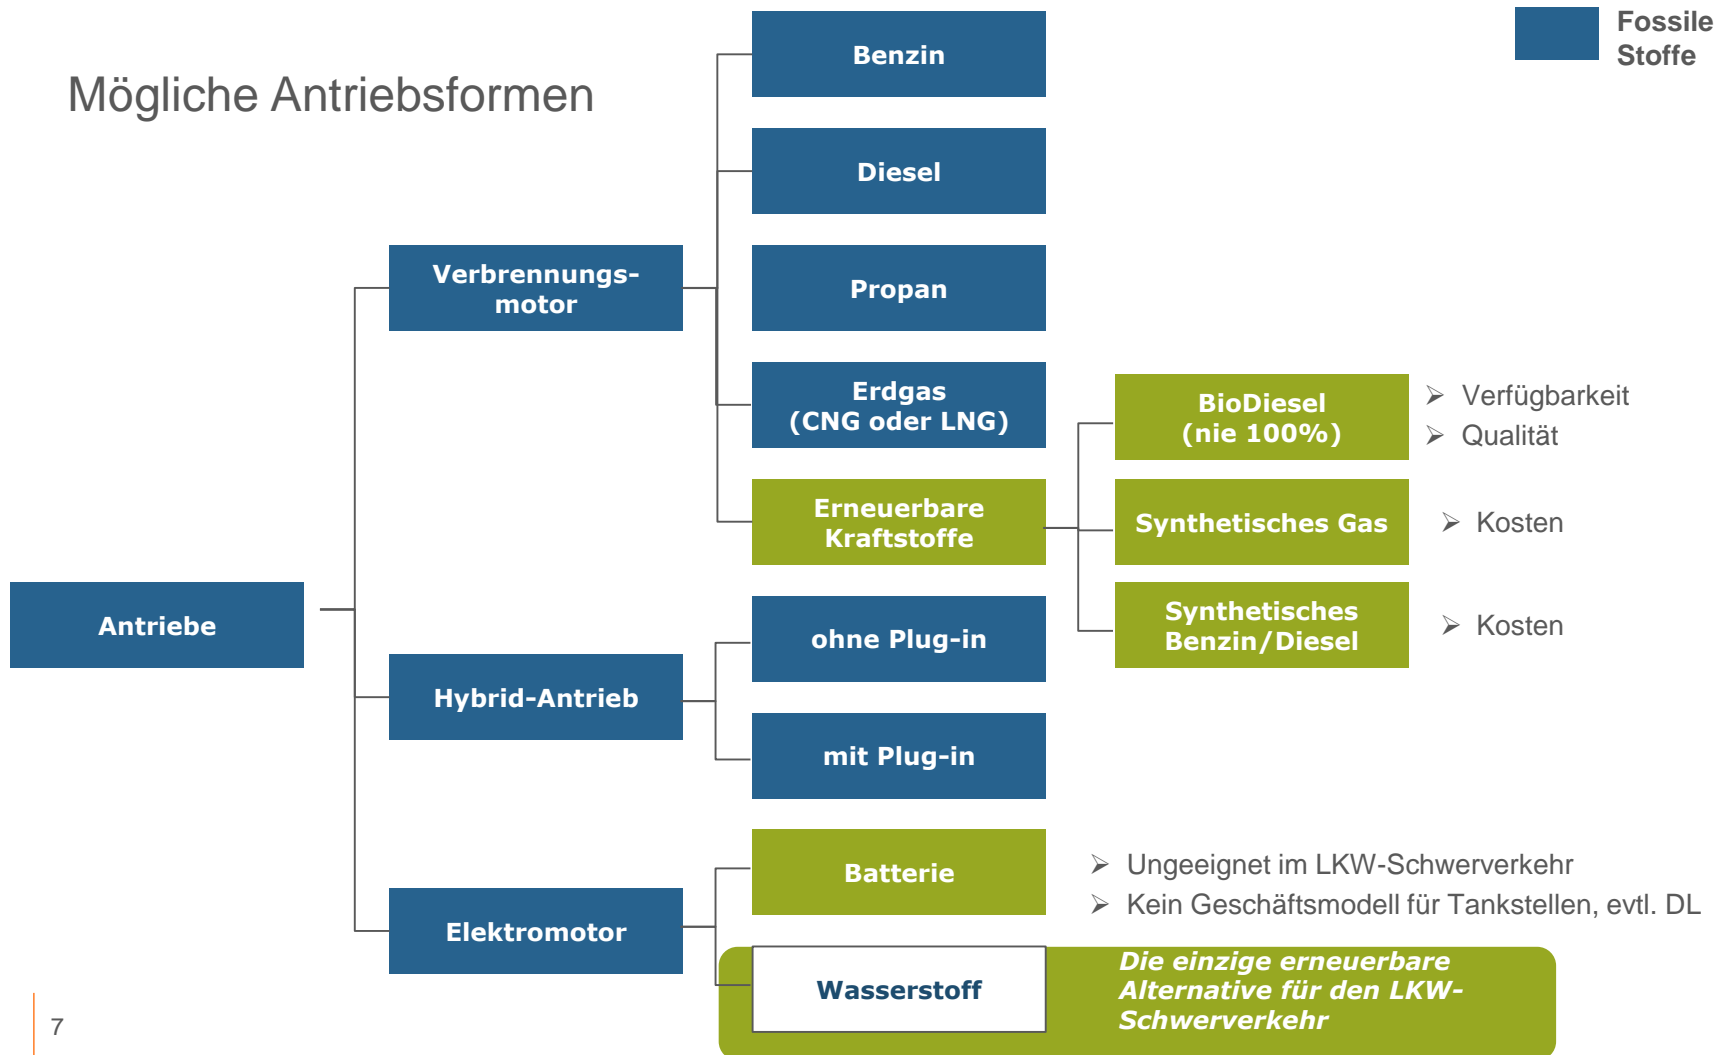 Mögliche Antriebsformen
Fossile
Stoffe
Antriebe
Verbrennungs-
motor
Benzin
Diesel
Propan
Erdgas
(CNG oder LNG)
Erneuerbare
Kraftstoffe
BioDiesel
(nie 100%)
➢ Verfügbarkeit
➢ Qualität
Synthetisches Gas
➢ Kosten
Synthetisches
Benzin/Diesel
➢ Kosten
Hybrid-Antrieb
ohne Plug-in
mit Plug-in
Elektromotor
Batterie
➢ Ungeeignet im LKW-Schwerverkehr
➢ Kein Geschäftsmodell für Tankstellen, evtl. DL
Wasserstoff
Die einzige erneuerbare
Alternative für den LKW-
Schwerverkehr
7